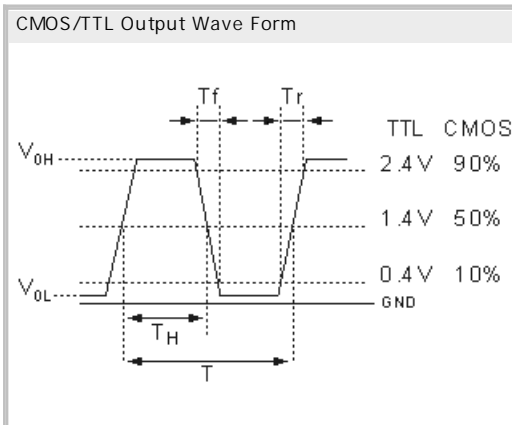 CMOS/TTL Output Wave Form
Tf Tr
TTL CMOS
V0H 2.4V 90%
1.4V 50%
0.4V 10%
V0L GND
TH
T